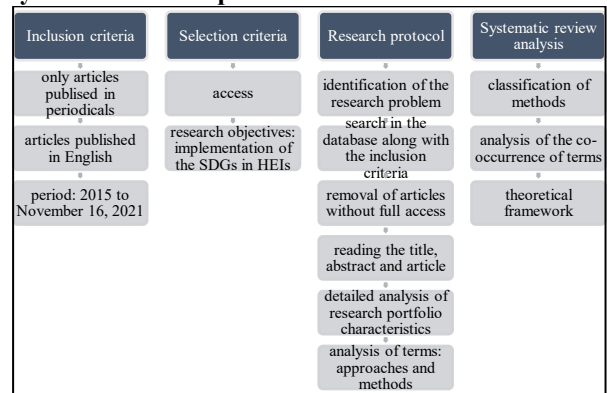 Inclusion criteria
only articles
publised in
periodicals
articles published
in English
period: 2015 to
November 16, 2021
Selection criteria
access
research objectives:
implementation of
the SDGs in HEIs
Research protocol
identification of the
research problem
search in the
database along with
the inclusion
criteria
removal of articles
without full access
reading the title,
abstract and article
detailed analysis of
research portfolio
characteristics
analysis of terms:
approaches and
methods
Systematic review
analysis
classification of
methods
analysis of the co-
occurrence of terms
theoretical
framework